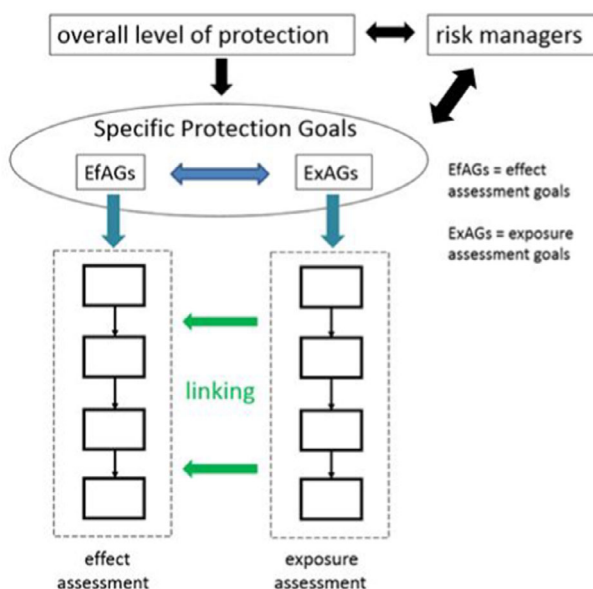 overall level of protection
risk managers
Specific Protection Goals
EfAGs
ExAGs
EfAGs = effect
assessment goals
ExAGs = exposure
assessment goals
linking
effect
assessment
exposure
assessment